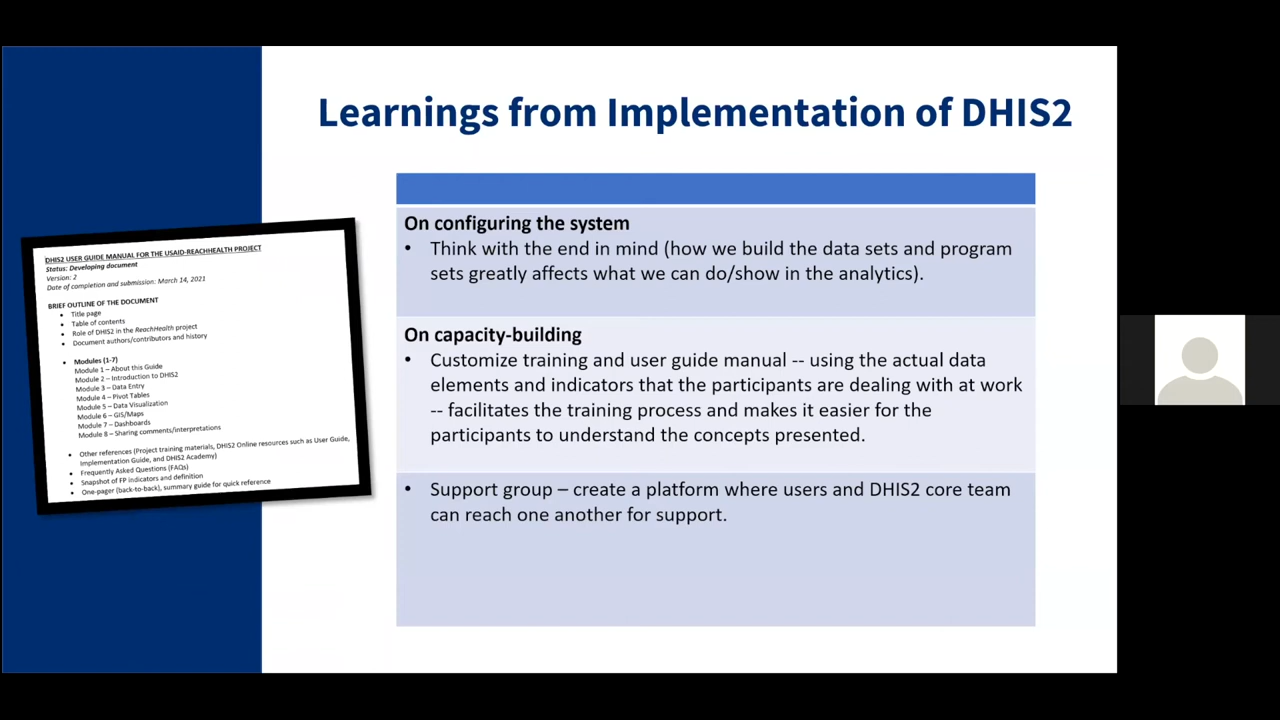 Learnings from Implementation of DHIS2
DHIS2 USER GUIDE MANUAL FOR THE USAID-REACHHEALTH PROJECT
Status: Developing document
Version: 2
Date of completion and submission: March 14, 2021
BRIEF OUTLINE OF THE DOCUMENT
• Title page
• Table of contents
• Role of DHIS2 in the ReachHealth project
• Document authors/contributors and history
• Modules (1-7)
Module 1 – About this Guide
Module 2 – Introduction to DHIS2
Module 3 – Data Entry
Module 4 – Pivot Tables
Module 5 – Data Visualization
Module 6 – GIS/Maps
Module 7 – Dashboards
Module 8 – Sharing comments/interpretations
• Other references (Project training materials, DHIS2 Online resources such as User Guide,
Implementation Guide, and DHIS2 Academy)
• Frequently Asked Questions (FAQs)
• Snapshot of FP indicators and definition
• One-pager (back-to-back), summary guide for quick reference
On configuring the system
• Think with the end in mind (how we build the data sets and program
sets greatly affects what we can do/show in the analytics).
On capacity-building
• Customize training and user guide manual -- using the actual data
elements and indicators that the participants are dealing with at work
-- facilitates the training process and makes it easier for the
participants to understand the concepts presented.
• Support group – create a platform where users and DHIS2 core team
can reach one another for support.